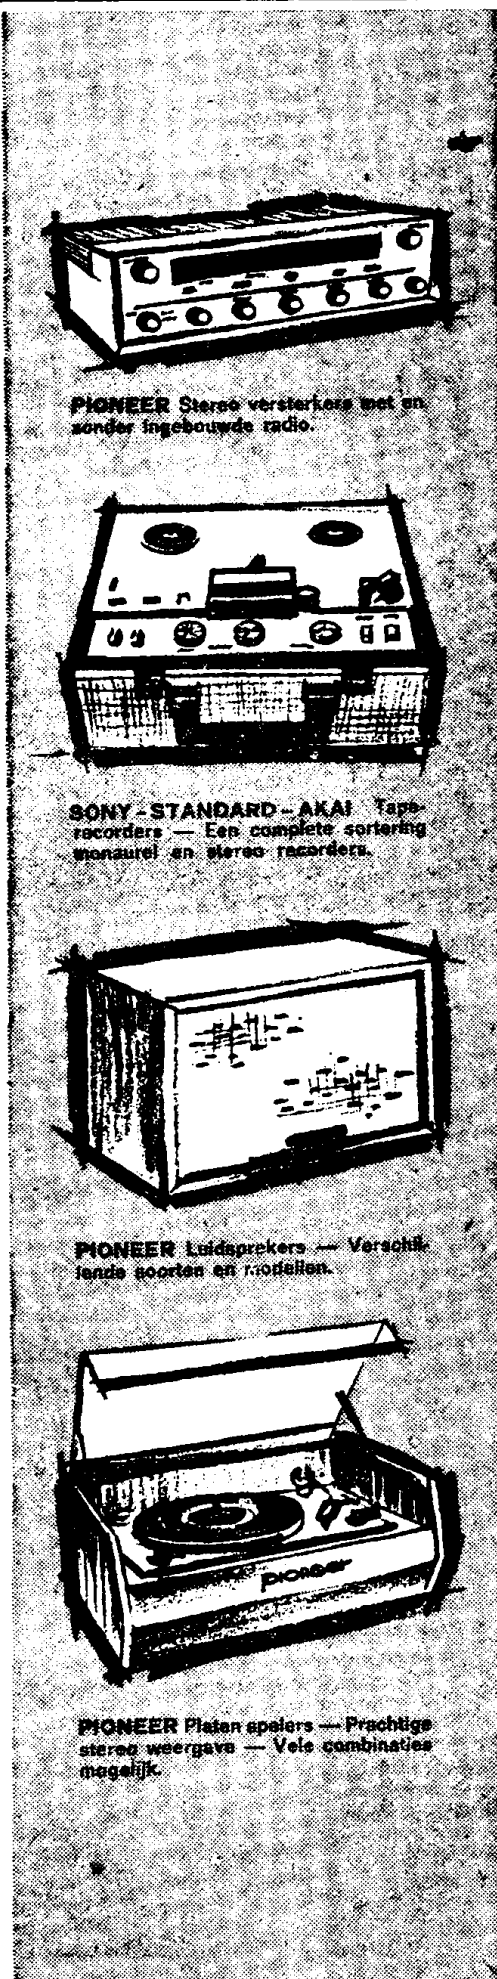 PIONEER Stereo versterkers met en
zonder ingebouwde radio.
SONY - STANDARD - AKAI Tape-
recorders — Een complete sortering
monaurel en stereo recorders.
PIONEER Luidsprekers — Verschil-
lende soorten en modellen.
PIONEER
PIONEER Platen spelers — Prachtige
stereo weergave — Vele combinaties
mogelijk.